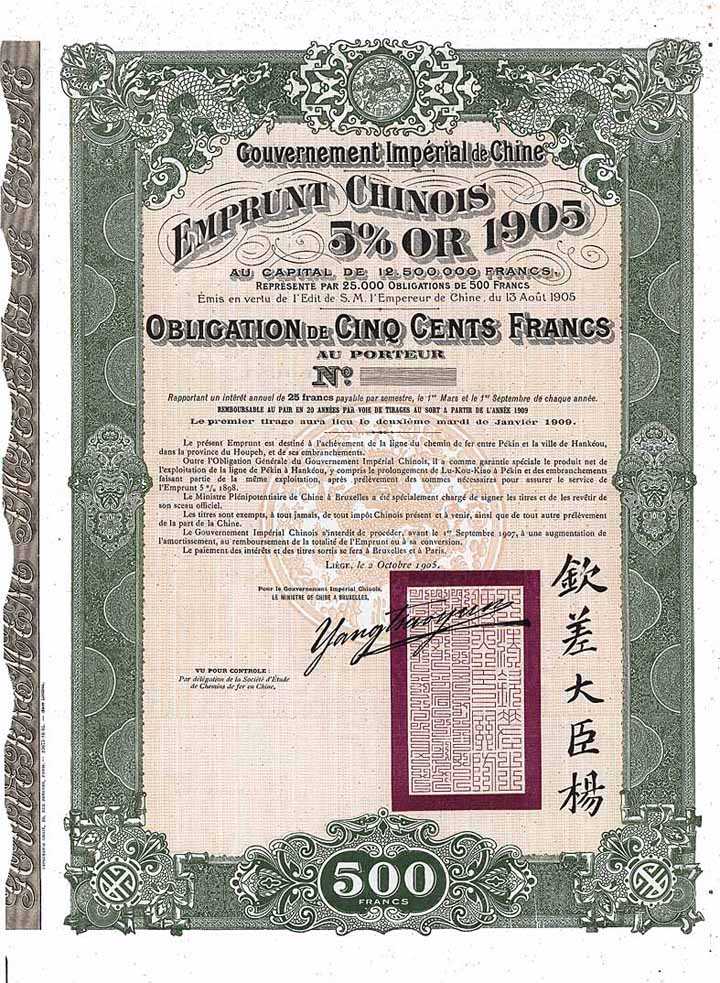 Gouvernement Impérial de Chine
EMPRUNT CHINOIS
5% OR 1905
AU CAPITAL DE 12.500.000 FRANCS,
REPRÉSENTÉ PAR 25.000 OBLIGATIONS DE 500 FRANCS
Émis en vertu de l'Edit de S. M. l'Empereur de Chine, du 13 Août 1905
OBLIGATION DE CINQ CENTS FRANCS
AU PORTEUR
N°
Rapportant un intérêt annuel de 25 francs payable par semestre, le 1er Mars et le 1er Septembre de chaque année.
REMBOURSABLE AU PAIR EN 20 ANNÉES PAR VOIE DE TIRAGES AU SORT A PARTIR DE L'ANNÉE 1909
Le premier tirage aura lieu le deuxième mardi de Janvier 1909.
Le présent Emprunt est destiné à l'achèvement de la ligne du chemin de fer entre Pékin et la ville de Hankéou,
dans la province du Houpeh, et de ses embranchements.
Outre l'Obligation Générale du Gouvernement Impérial Chinois, il a comme garantie spéciale le produit net de
l'exploitation de la ligne de Pékin à Hankéou, y compris le prolongement de Lu-Kou-Kiao à Pékin et des embranchements
faisant partie de la même exploitation, après prélèvement des sommes nécessaires pour assurer le service de
l'Emprunt 5 % 1898.
Le Ministre Plénipotentiaire de Chine à Bruxelles a été spécialement chargé de signer les titres et de les revêtir de
son sceau officiel.
Les titres sont exempts, à tout jamais, de tout impôt Chinois présent et à venir, ainsi que de tout autre prélèvement
de la part de la Chine.
Le Gouvernement Impérial Chinois s'interdit de procéder, avant le 1er Septembre 1907, à une augmentation de
l'amortissement, au remboursement de la totalité de l'Emprunt ou à sa conversion.
Le paiement des intérêts et des titres sortis se fera à Bruxelles et à Paris.
LIÉGE, le 2 Octobre 1905.
Pour le Gouvernement Impérial Chinois,
LE MINISTRE DE CHINE A BRUXELLES,
Yang
欽差大臣楊
VU POUR CONTROLE :
Par délégation de la Société d'Étude
de Chemins de fer en Chine,
500
FRANCS
GOUVERNEMENT IMPÉRIAL DE CHINE